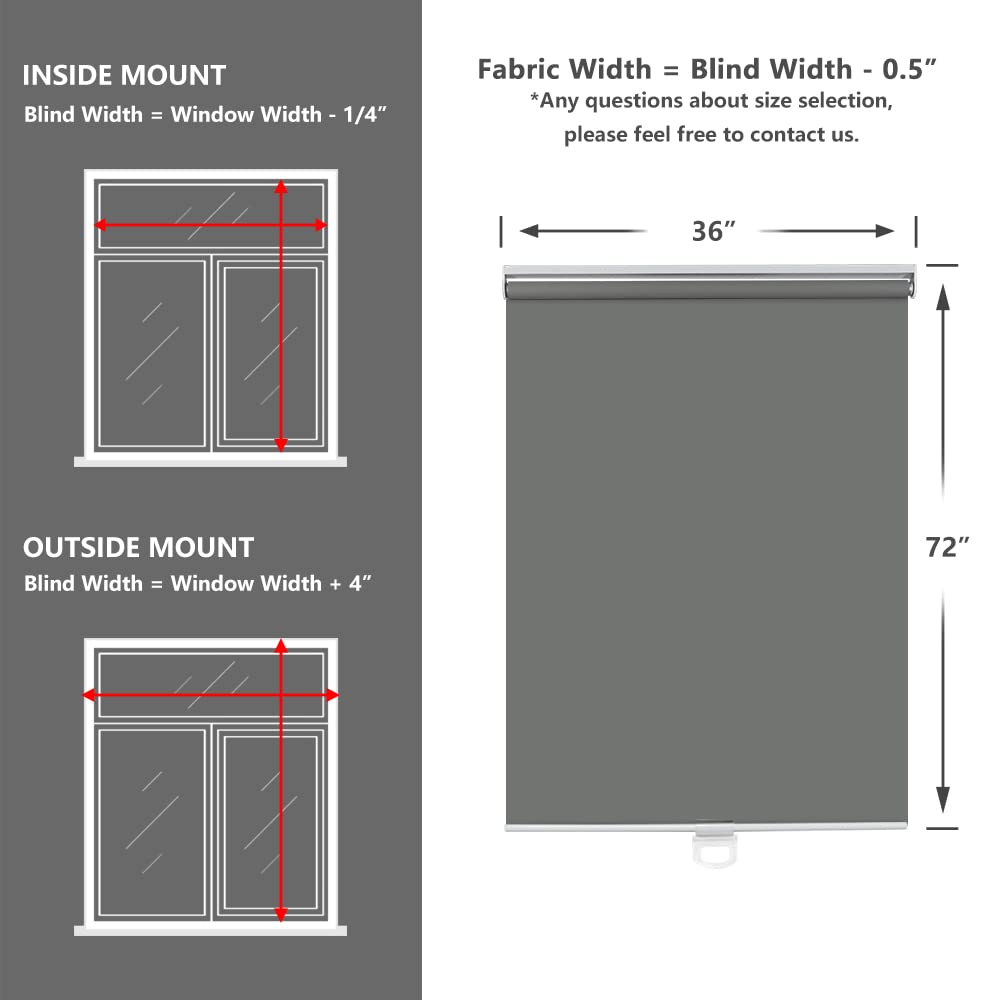 INSIDE MOUNT
Blind Width = Window Width - 1/4”
OUTSIDE MOUNT
Blind Width = Window Width + 4”
Fabric Width = Blind Width - 0.5”
*Any questions about size selection,
please feel free to contact us.
36”
72”